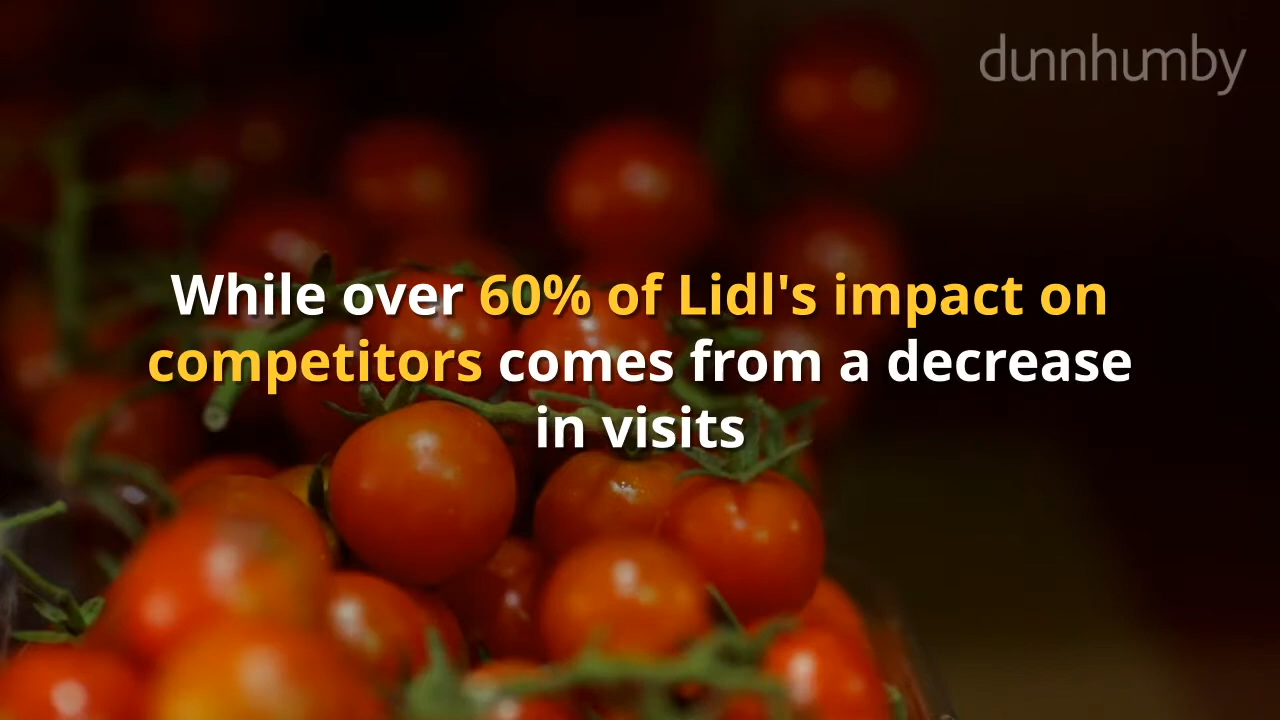 dunnhumby
While over 60% of Lidl's impact on
competitors comes from a decrease
in visits